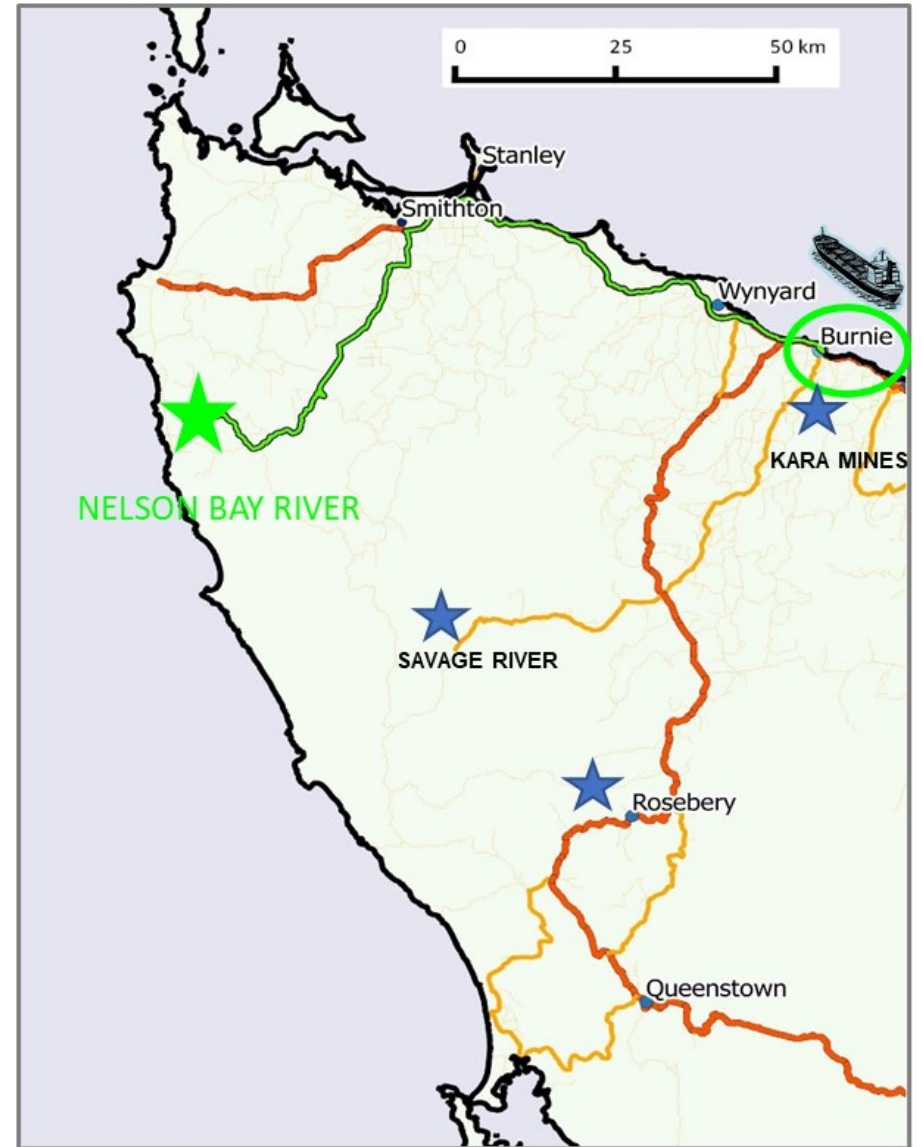 0 25 50 km
Stanley
Smithton
Wynyard
Burnie
KARA MINES
NELSON BAY RIVER
SAVAGE RIVER
Rosebery
Queenstown